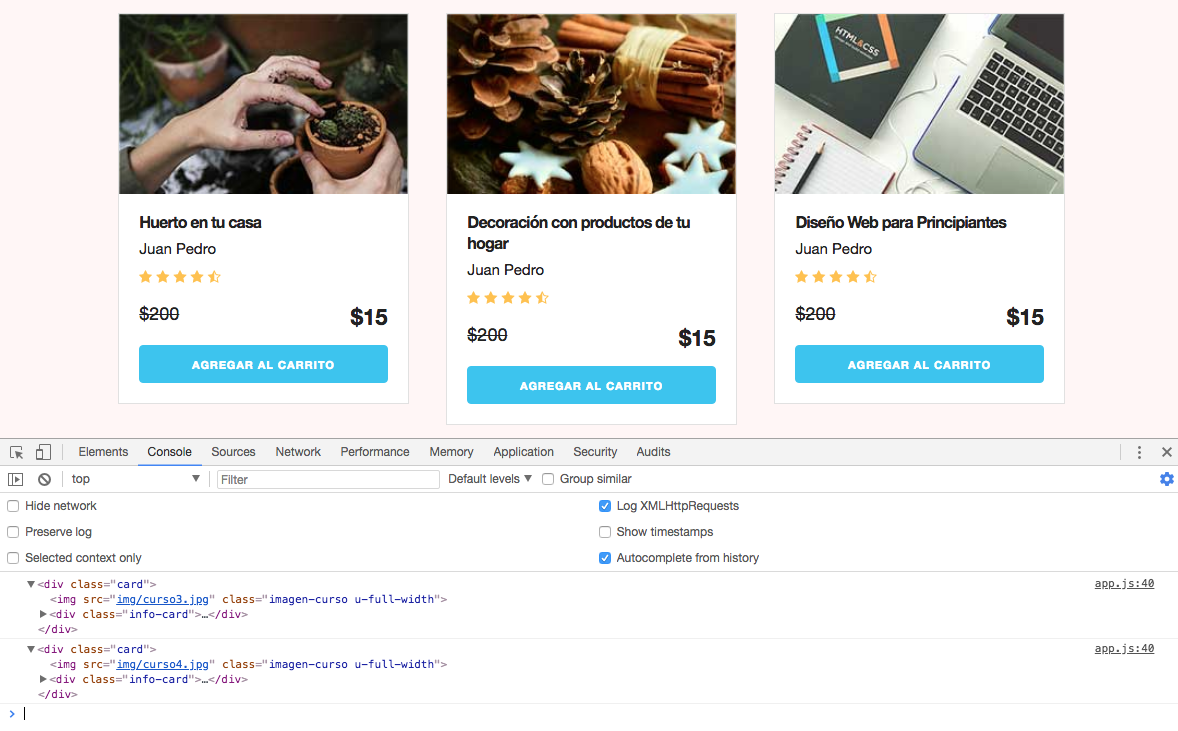 HTML&CSS
Huerto en tu casa
Juan Pedro
$200
$15
AGREGAR AL CARRITO
Decoración con productos de tu
hogar
Juan Pedro
$200
$15
AGREGAR AL CARRITO
Diseño Web para Principiantes
Juan Pedro
$200
$15
AGREGAR AL CARRITO
Elements Console Sources Network Performance Memory Application Security Audits
top Filter Default levels Group similar
Hide network
Log XMLHttpRequests
Preserve log
Show timestamps
Selected context only
Autocomplete from history
<div class="card"> app.js:40
<img src="img/curso3.jpg" class="imagen-curso u-full-width">
<div class="info-card">…</div>
</div>
<div class="card"> app.js:40
<img src="img/curso4.jpg" class="imagen-curso u-full-width">
<div class="info-card">…</div>
</div>